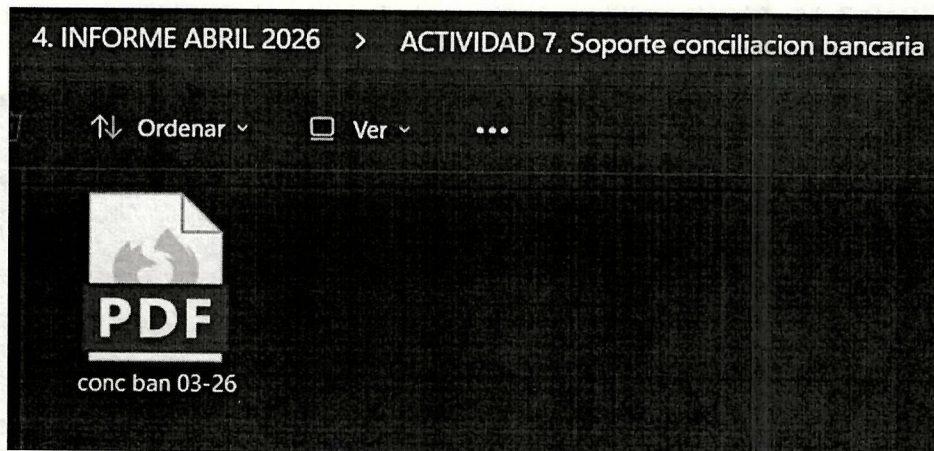 4. INFORME ABRIL 2026 > ACTIVIDAD 7. Soporte conciliacion bancaria
Ordenar Ver
PDF
conc ban 03-26